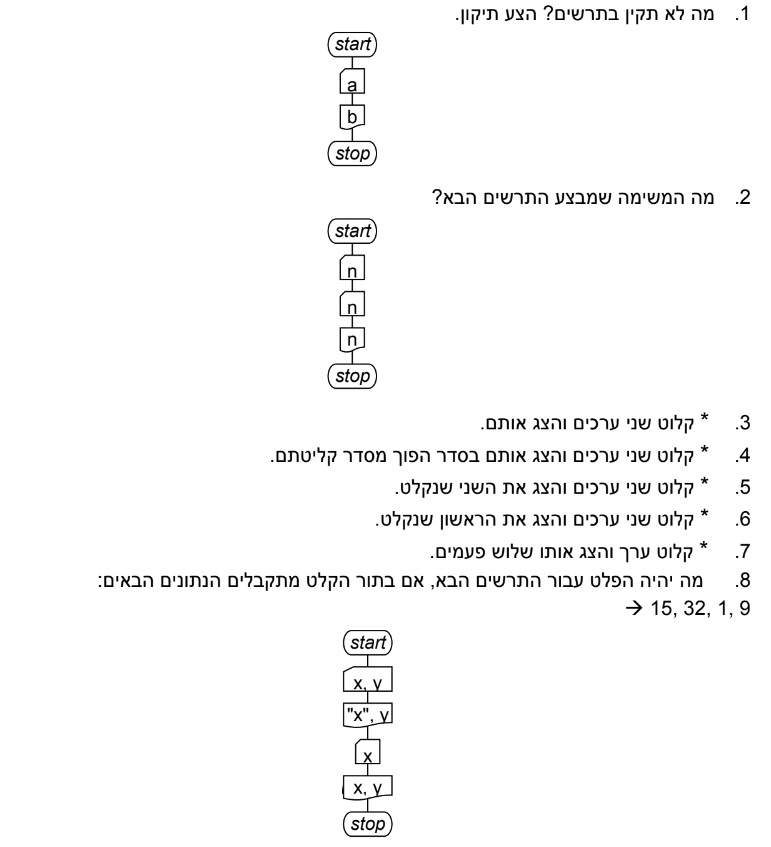 1. מה לא תקין בתרשים? הצע תיקון.
start
a
b
stop
2. מה המשימה שמבצע התרשים הבא?
start
n
n
n
stop
3. * קלוט שני ערכים והצג אותם.
4. * קלוט שני ערכים והצג אותם בסדר הפוך מסדר קליטתם.
5. * קלוט שני ערכים והצג את השני שנקלט.
6. * קלוט שני ערכים והצג את הראשון שנקלט.
7. * קלוט ערך והצג אותו שלוש פעמים.
8. מה יהיה הפלט עבור התרשים הבא, אם בתור הקלט מתקבלים הנתונים הבאים:
→ 15, 32, 1, 9
start
x, y
"x", y
x
x, y
stop